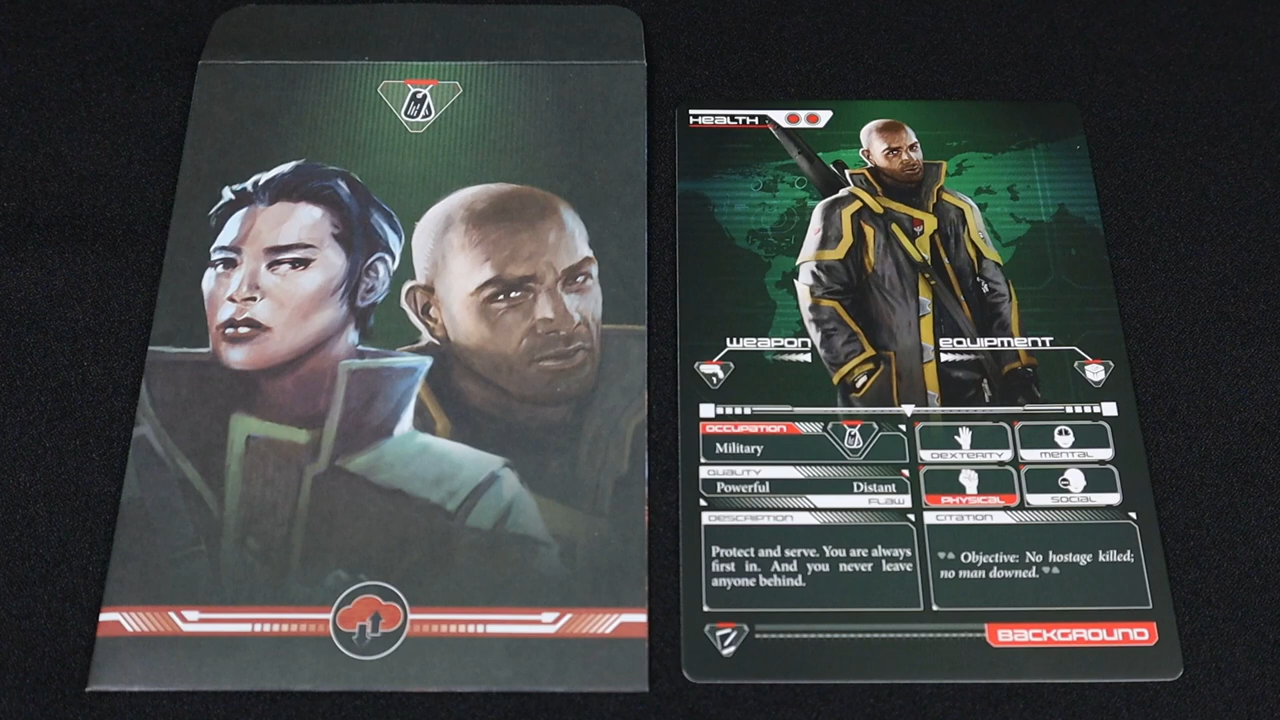 HEALTH
WEAPON
EQUIPMENT
OCCUPATION
Military
QUALITY
Powerful Distant
FLAW
DEXTERITY
MENTAL
PHYSICAL
SOCIAL
DESCRIPTION
Protect and serve. You are always
first in. And you never leave
anyone behind.
CITATION
Objective: No hostage killed;
no man downed.
BACKGROUND